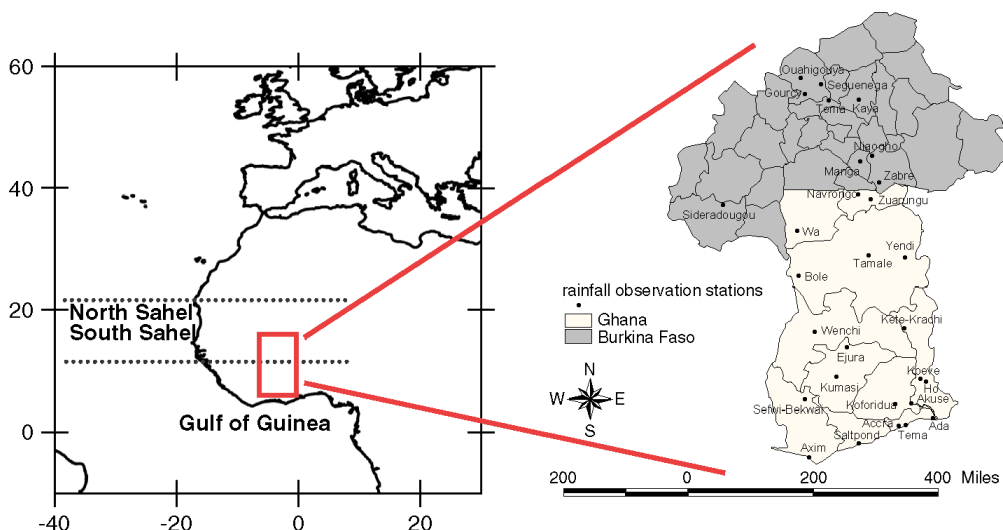 60
40
20
0
-40
-20
0
20
North Sahel
South Sahel
Gulf of Guinea
Ouahigouya
Seguenega
Gourcy
Tema
Kaya
Niaogho
Manga
Zabre
Navrongo
Zuarungu
Sideradougou
Wa
Yendi
Tamale
Bole
Kete-Krachi
Wenchi
Ejura
Kpeve
Kumasi
Ho
Akuse
Sefwi-Bekwai
Koforidua
Accra
Ada
Tema
Saltpond
Axim
rainfall observation stations
Ghana
Burkina Faso
N
W E
S
200 0 200 400 Miles